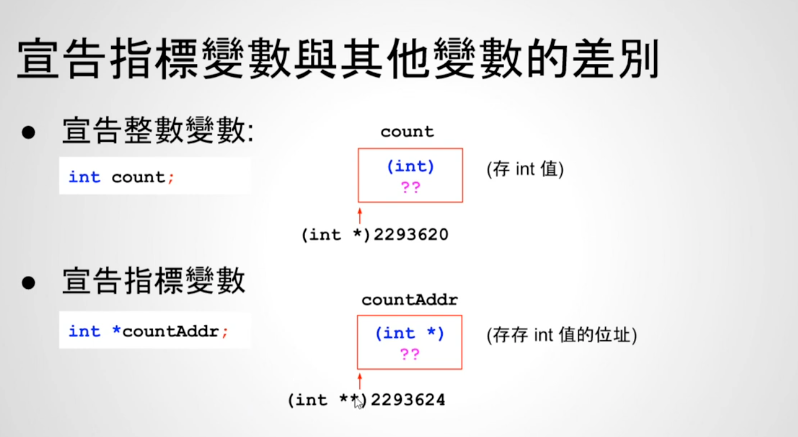 宣告指標變數與其他變數的差別
● 宣告整數變數:
int count;
count
(int)
??
(存 int 值)
(int *)2293620
● 宣告指標變數
int *countAddr;
countAddr
(int *)
??
(存存 int 值的位址)
(int **)2293624